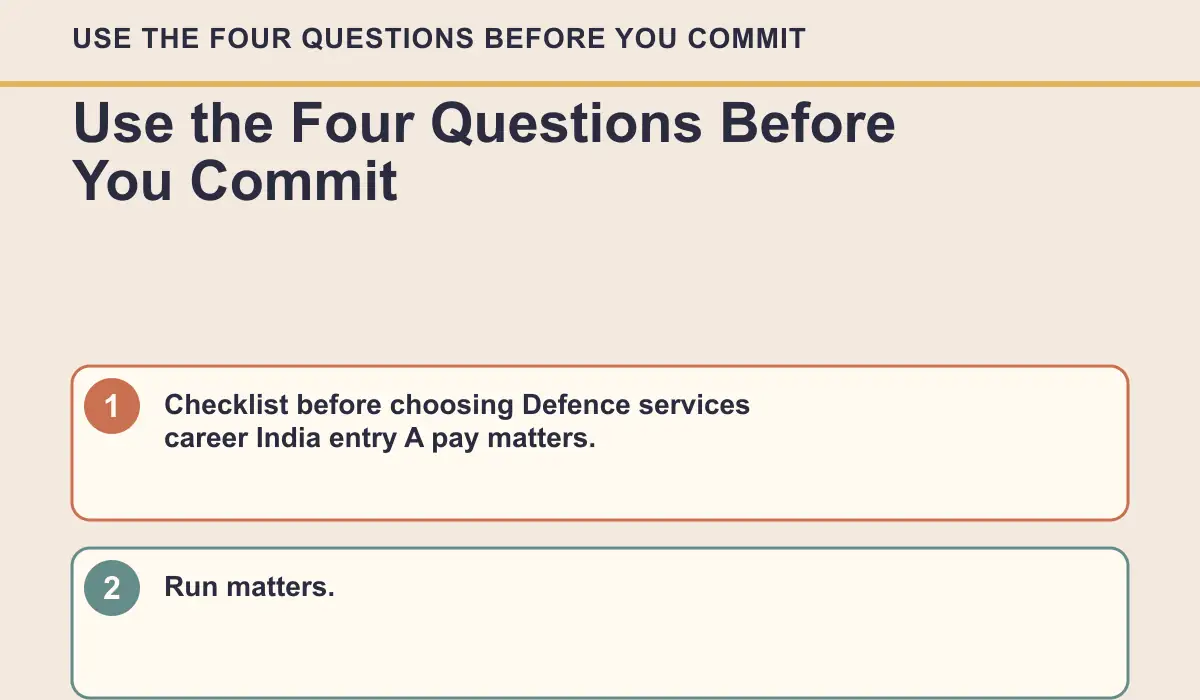 USE THE FOUR QUESTIONS BEFORE YOU COMMIT
Use the Four Questions Before
You Commit
1
Checklist before choosing Defence services
career India entry A pay matters.
2
Run matters.